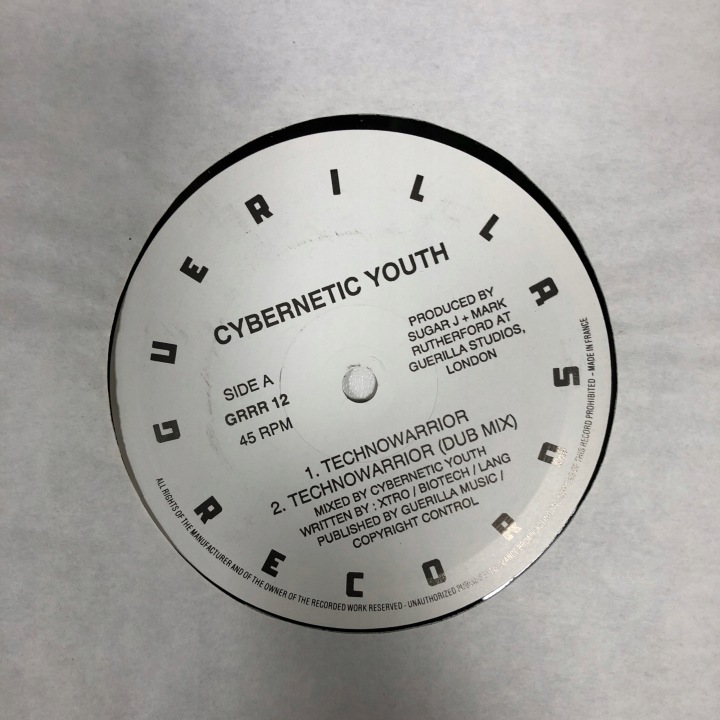 GUERILLA
RECORDS
CYBERNETIC YOUTH
PRODUCED BY
SUGAR J + MARK
RUTHERFORD AT
GUERILLA STUDIOS,
LONDON
SIDE A
GRRR 12
45 RPM
1. TECHNOWARRIOR
2. TECHNOWARRIOR (DUB MIX)
MIXED BY CYBERNETIC YOUTH
WRITTEN BY : XTRO / BIOTECH / LANG
PUBLISHED BY GUERILLA MUSIC /
COPYRIGHT CONTROL
ALL RIGHTS OF THE MANUFACTURER AND OF THE OWNER OF THE RECORDED WORK RESERVED - UNAUTHORIZED OF THIS RECORD PROHIBITED - MADE IN FRANCE